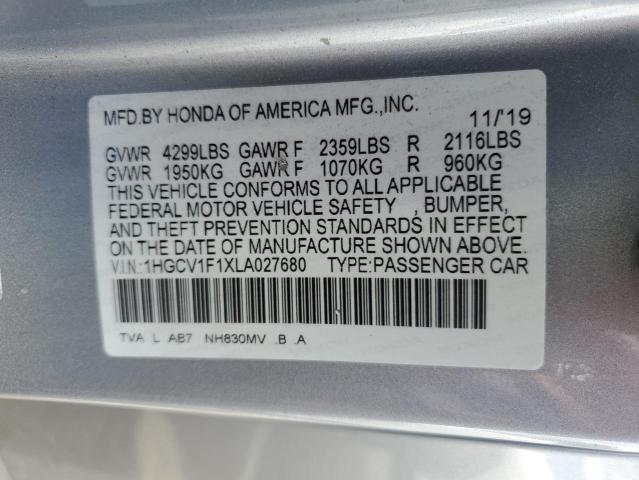 MFD.BY HONDA OF AMERICA MFG.,INC. 11/'19
GVWR 4299LBS GAWR F 2359LBS R 2116LBS
GVWR 1950KG GAWR F 1070KG R 960KG
THIS VEHICLE CONFORMS TO ALL APPLICABLE
FEDERAL MOTOR VEHICLE SAFETY , BUMPER,
AND THEFT PREVENTION STANDARDS IN EFFECT
ON THE DATE OF MANUFACTURE SHOWN ABOVE.
V.I.N.:1HGCV1F1XLA027680 TYPE:PASSENGER CAR
TVA L AB7 NH830MV .B .A